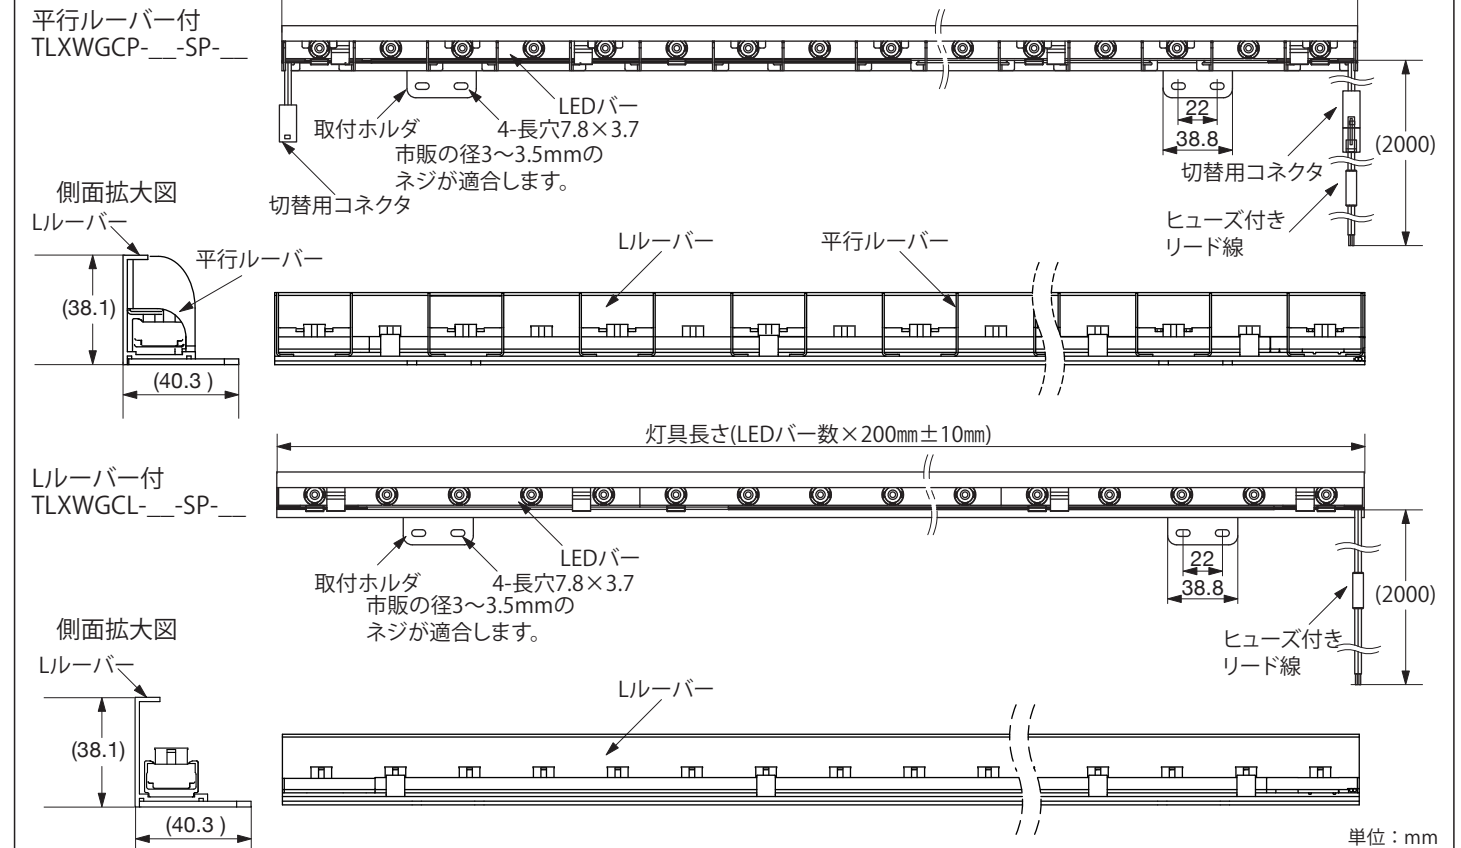 平行ルーバー付
TLXWGCP-__-SP-__
LEDバー
取付ホルダ
4-長穴7.8×3.7
市販の径3～3.5mmの
ネジが適合します。
切替用コネクタ
22
38.8
(2000)
切替用コネクタ
ヒューズ付き
リード線
側面拡大図
Lルーバー
平行ルーバー
(38.1)
(40.3 )
Lルーバー
平行ルーバー
灯具長さ(LEDバー数×200㎜±10㎜)
Lルーバー付
TLXWGCL-__-SP-__
LEDバー
取付ホルダ
4-長穴7.8×3.7
市販の径3～3.5mmの
ネジが適合します。
22
38.8
(2000)
ヒューズ付き
リード線
側面拡大図
Lルーバー
(38.1)
(40.3 )
Lルーバー
単位：mm